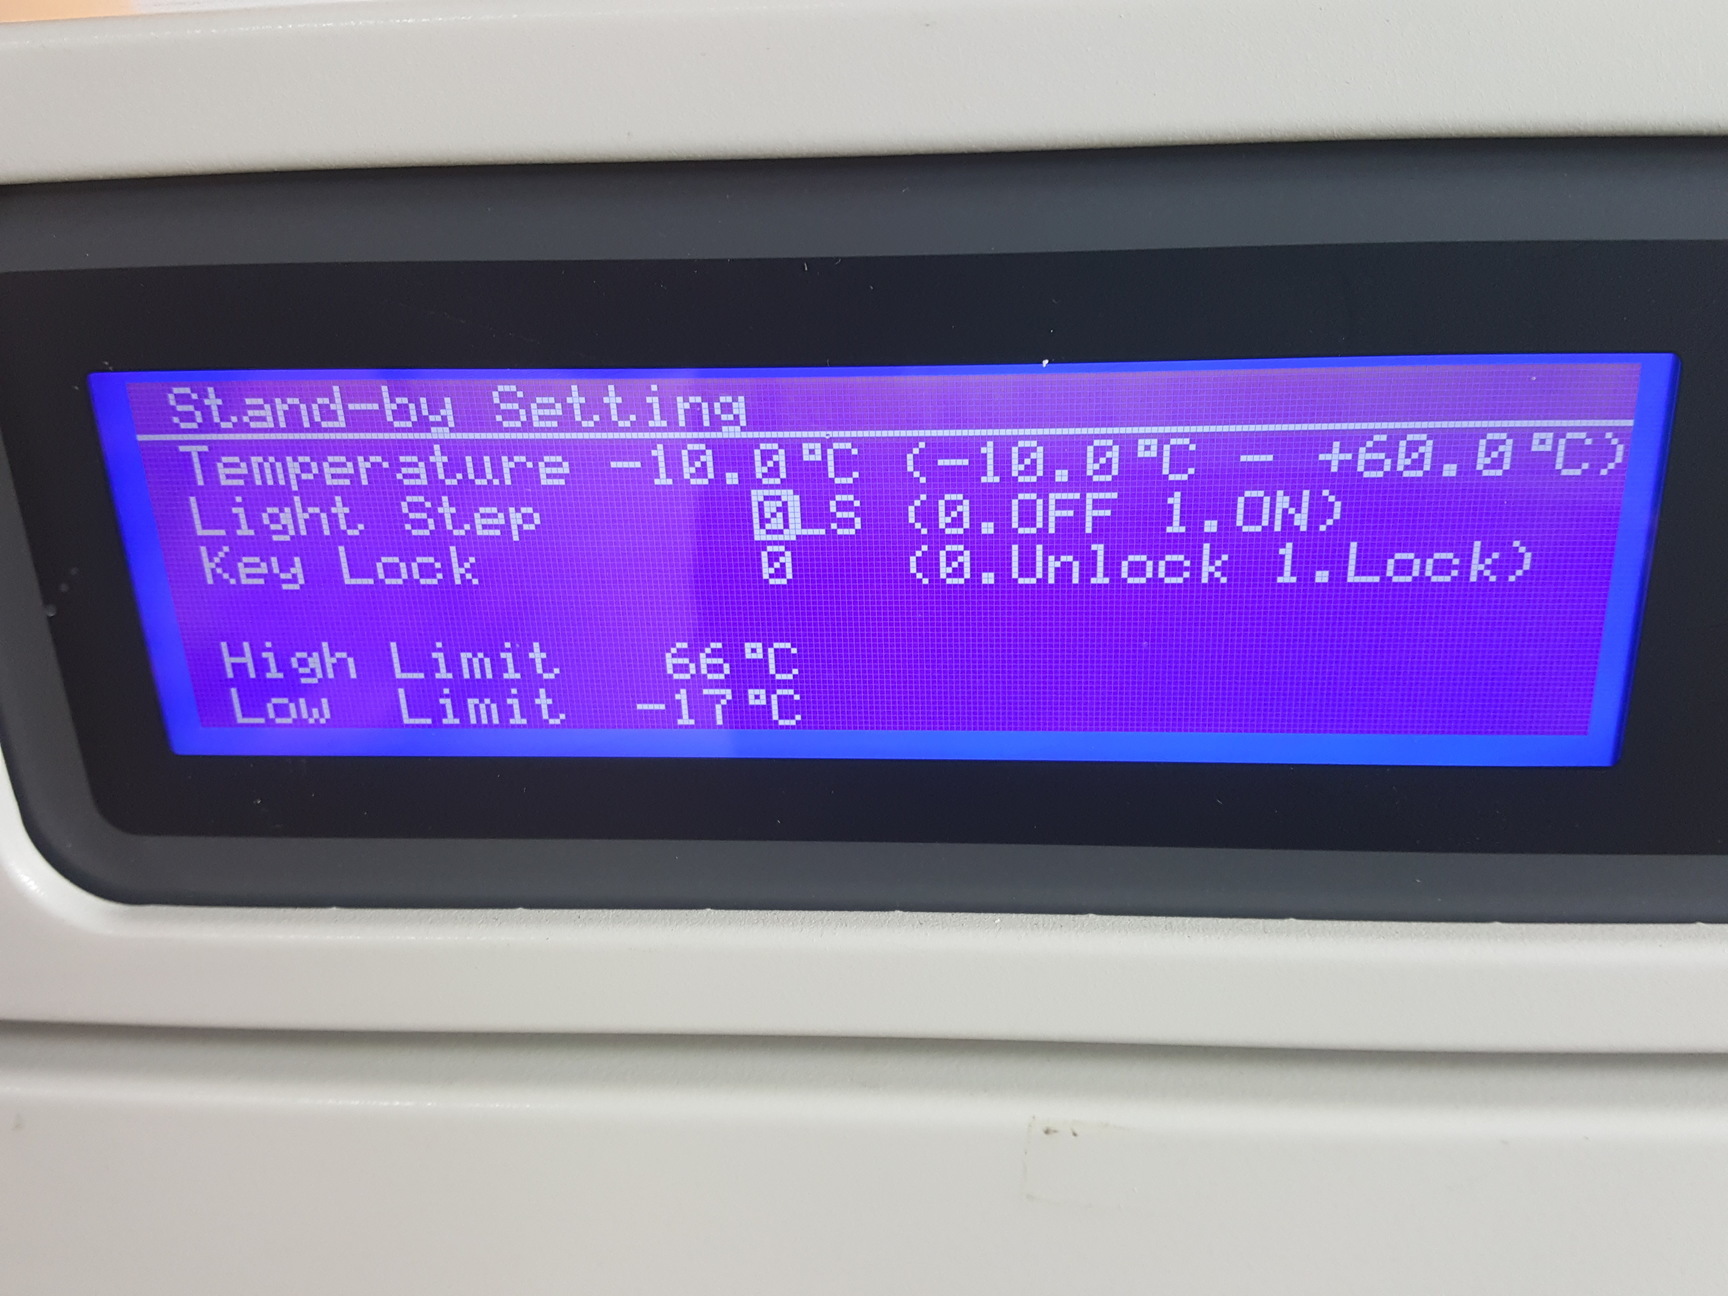 Stand-by Setting
Temperature -10.0°C (-10.0°C - +60.0°C)
Light Step 0LS (0.OFF 1.ON)
Key Lock 0 (0.Unlock 1.Lock)
High Limit 66°C
Low Limit -17°C